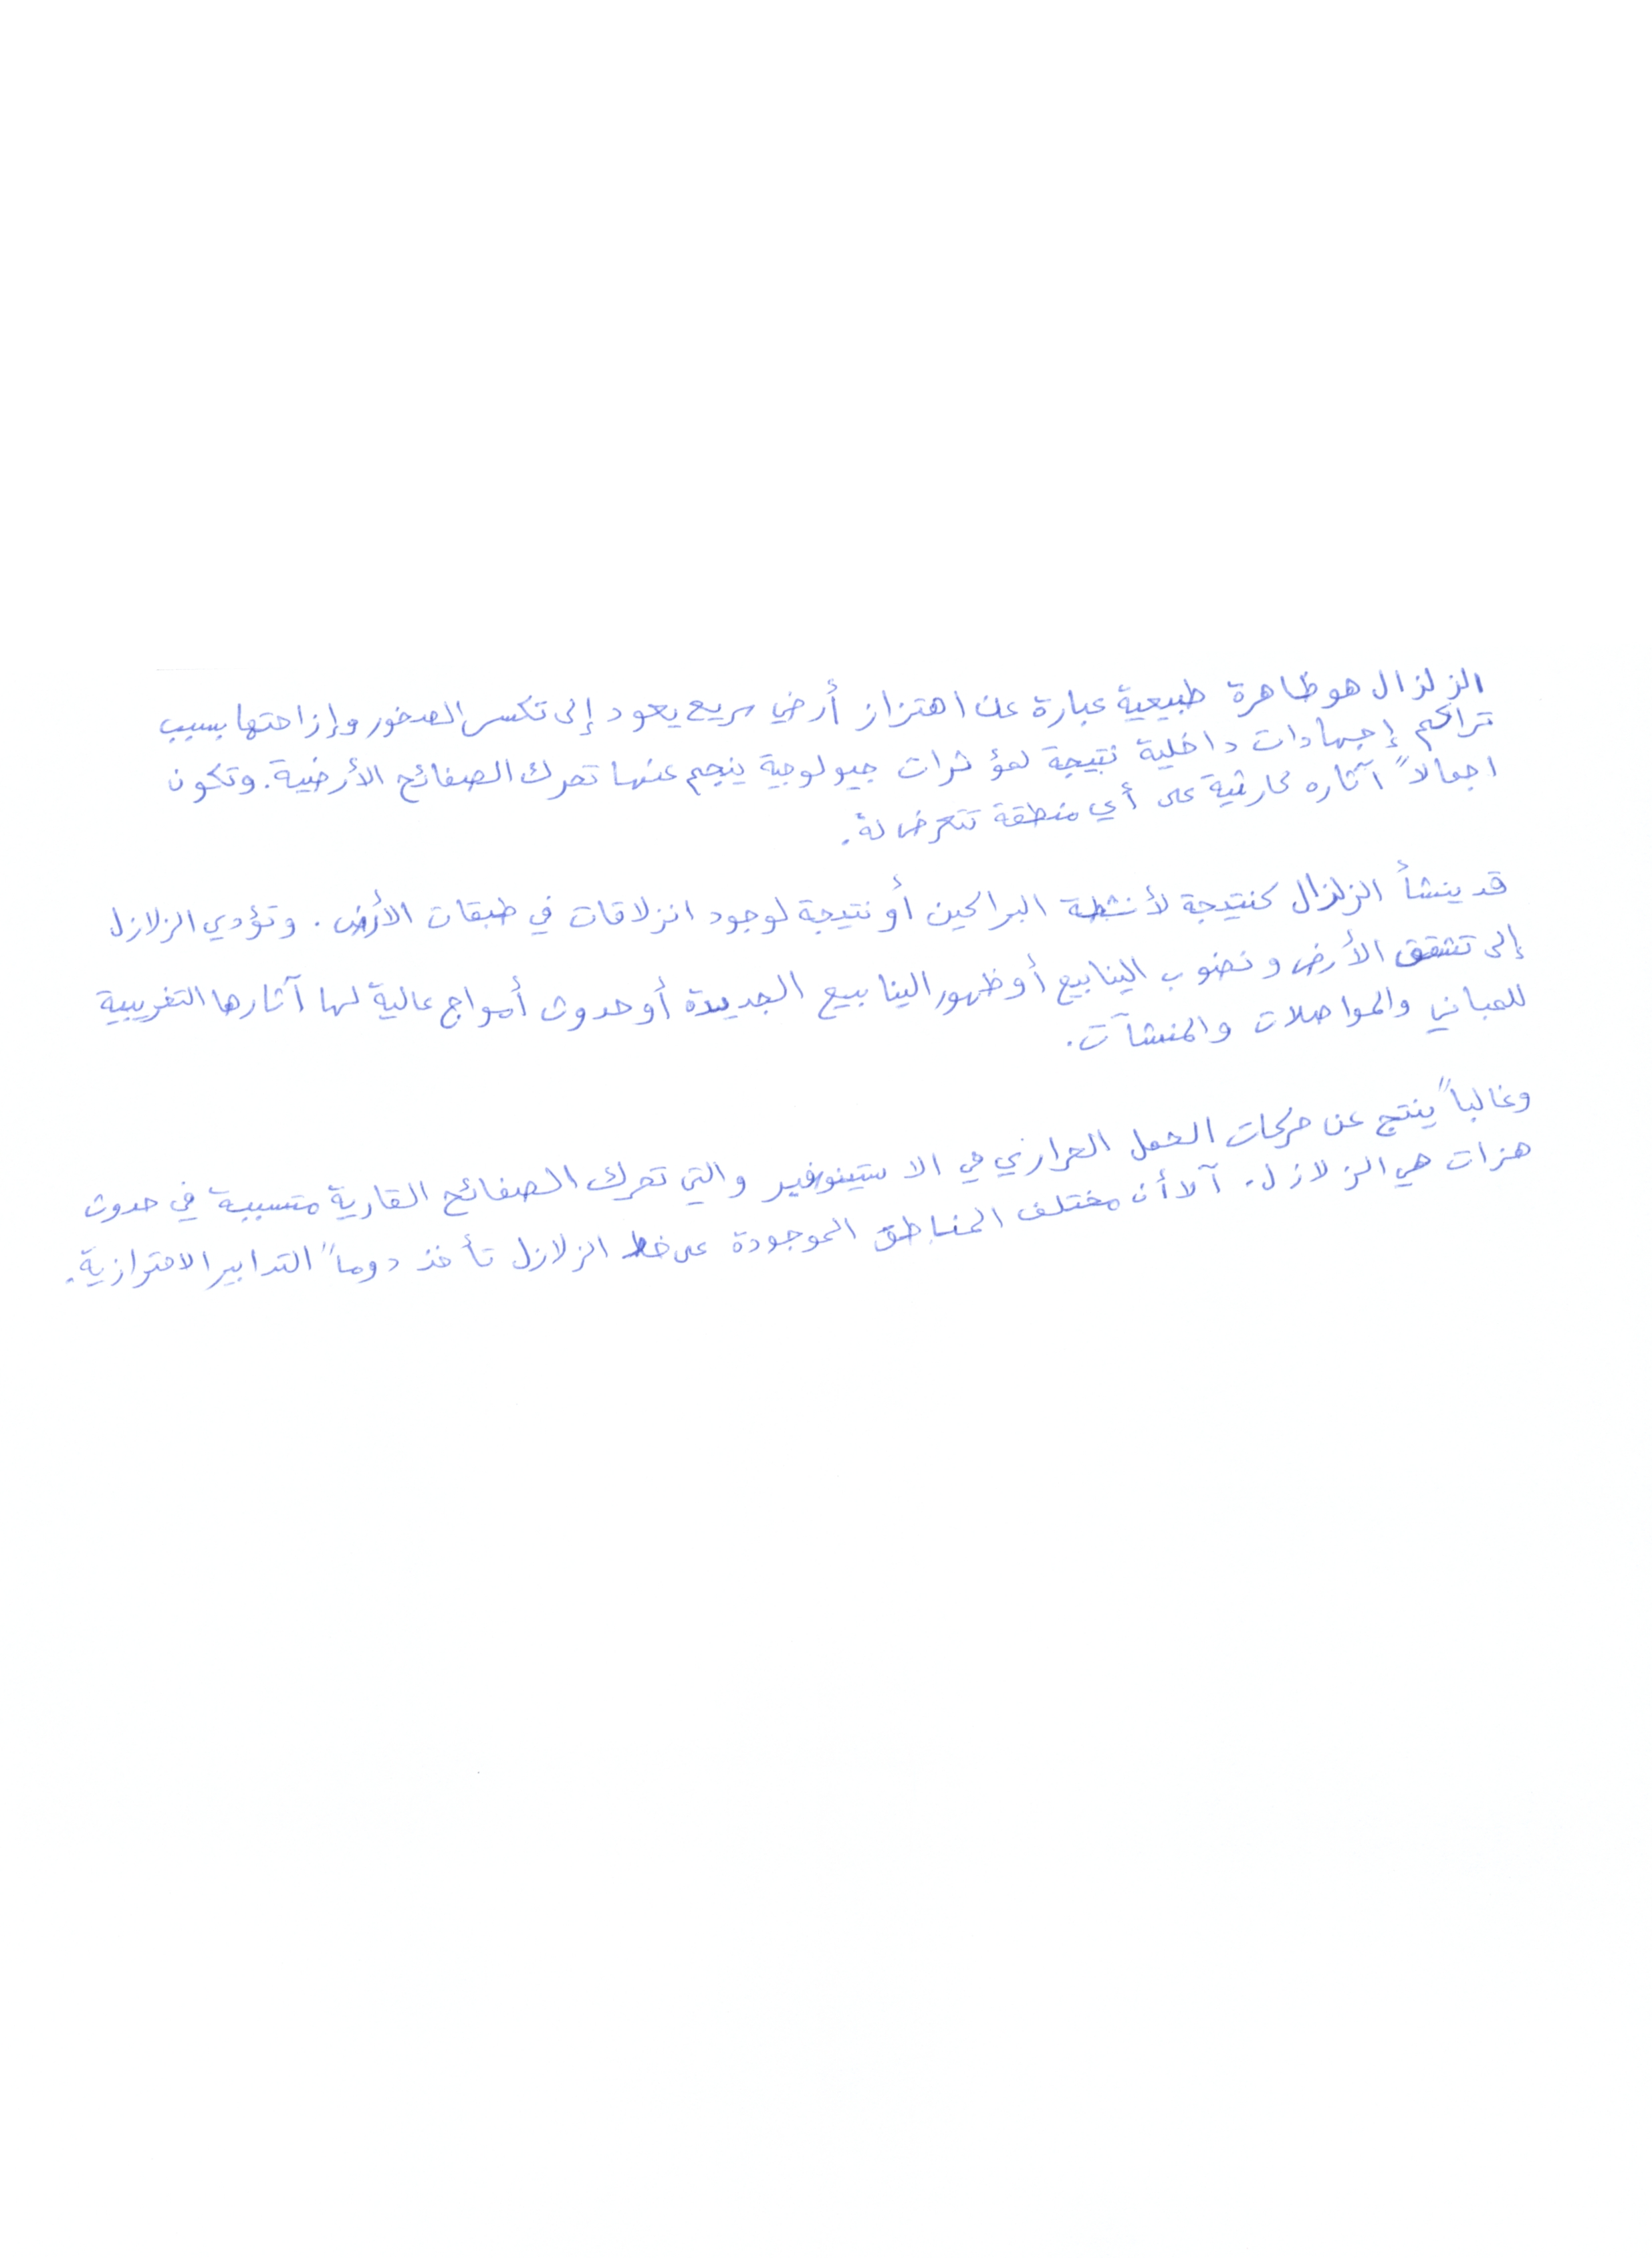 الزلزال هو ظاهرة طبيعية عبارة عن اهتزاز أرضي سريع يعود إلى تكسر الصخور وإزاحتها بسبب
تراكم إجهادات داخلية نتيجة لمؤثرات جيولوجية ينجم عنها تحرك الصفائح الأرضية. وتكون
اجمالاً آثاره كارثية على أي منطقة تتعرض لة.
قد ينشأ الزلزال كنتيجة لأنشطة البراكين أو نتيجة لوجود انزلاقات في طبقات الأرض. وتؤدي الزلازل
إلى تشقق الأرض ونضوب الينابيع أو ظهور الينابيع الجديدة أو حدوث أمواج عالية لها آثارها التخريبية
للمباني والمواصلات والمنشآت.
وغالباً ينتج عن حركات الحمل الحراري في الاستينوسفير والتي تحرك الصفائح القارية متسببة في حدوث
هزات هي الزلازل. آلا أن مختلف المناطق الموجودة على خط الزلازل تأخذ دوماً التدابير الاحترازية.